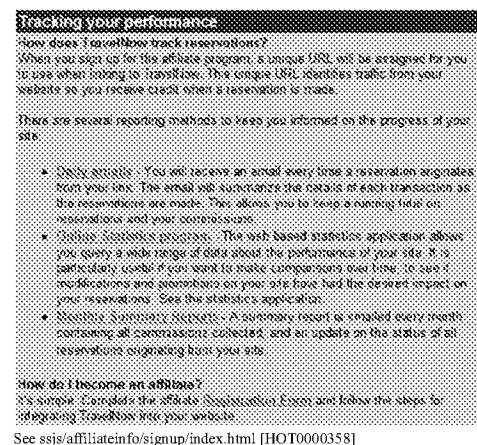 Tracking your performance
How does TravelNow track reservations?
When you sign up for the affiliate program, a unique URL will be assigned for you
to use when linking to TravelNow. This unique URL identifies traffic from your
website so you receive credit when a reservation is made.
There are several reporting methods to keep you informed on the progress of your
site:
• Daily emails - You will receive an email every time a reservation originates
from your link. The email will summarize the details of each transaction as
the reservations are made. This allows you to keep a running total on
reservations and your commissions.
• Online Statistics program - The web based statistics application allows
you query a wide range of data about the performance of your site. It is
particularly useful if you want to make comparisons over time, to see if
modifications and promotions on your site have had the desired impact on
your reservations. See the statistics application.
• Monthly Summary Reports - A summary report is emailed every month
containing all commissions collected, and an update on the status of all
reservations originating from your site.
How do I become an affiliate?
It's simple. Complete the affiliate Registration Form and follow the steps for
integrating TravelNow into your website.
See ssjs/affiliateinfo/signup/index.html [HOT0000358]